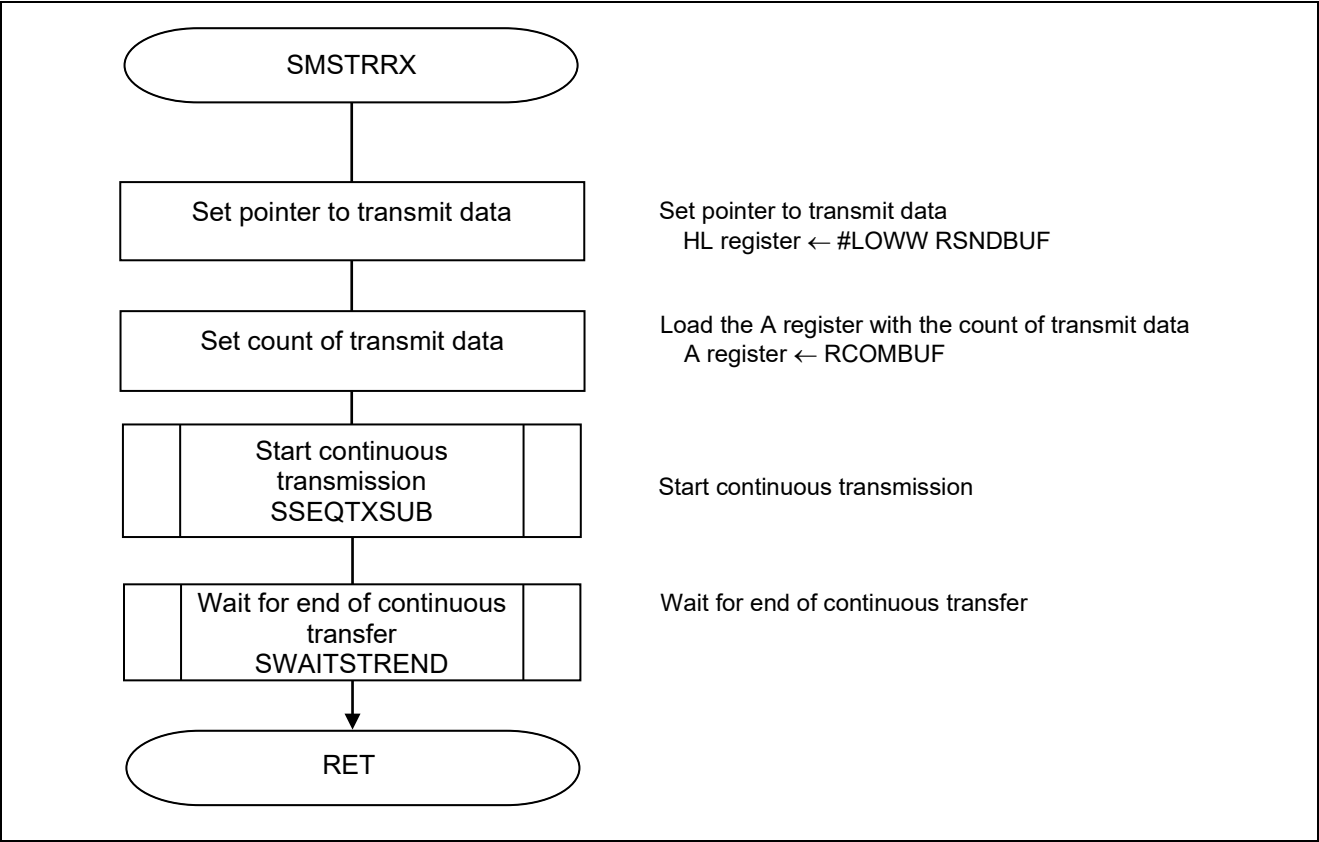 SMSTRRX
Set pointer to transmit data
Set pointer to transmit data
HL register ← #LOWW RSNDBUF
Set count of transmit data
Load the A register with the count of transmit data
A register ← RCOMBUF
Start continuous
transmission
SSEQTXSUB
Start continuous transmission
Wait for end of continuous
transfer
SWAITSTREND
Wait for end of continuous transfer
RET